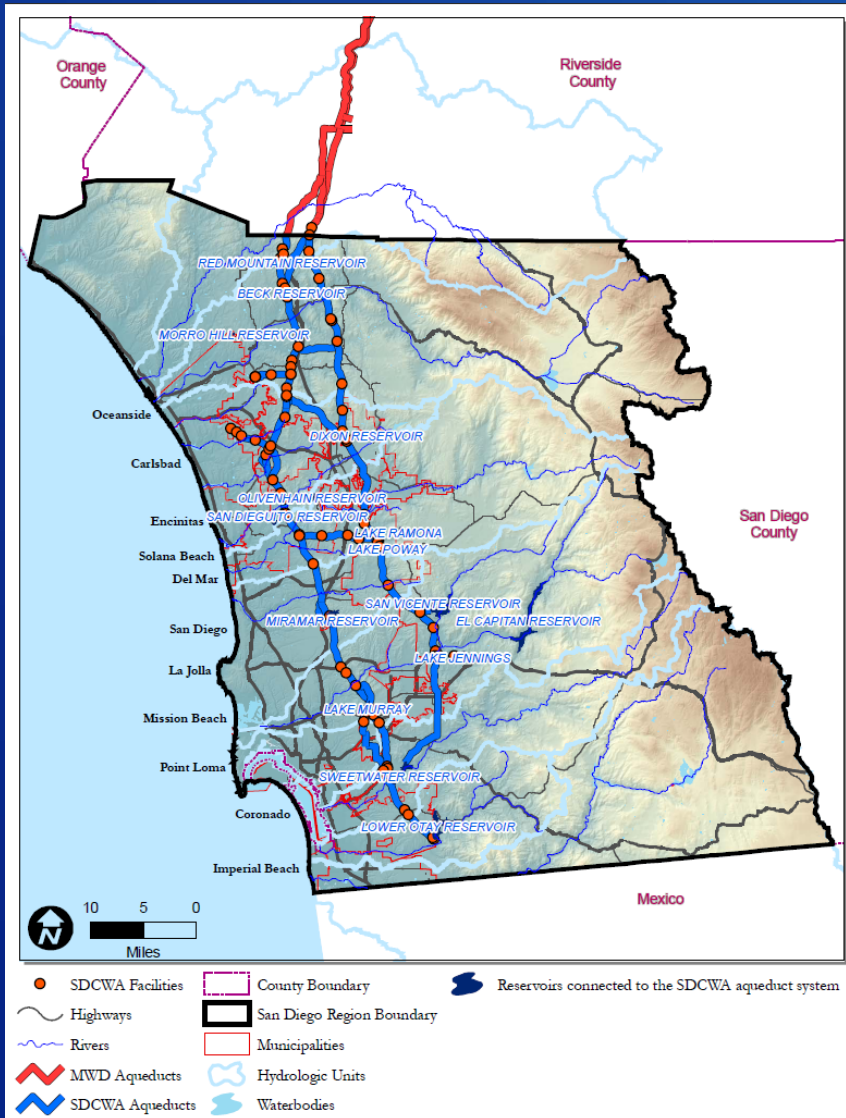 Orange
County
Riverside
County
RED MOUNTAIN RESERVOIR
BECK RESERVOIR
MORRO HILL RESERVOIR
Oceanside
DIXON RESERVOIR
Carlsbad
OLIVENHAIN RESERVOIR
Encinitas
SAN DIEGUITO RESERVOIR
San Diego
County
LAKE RAMONA
Solana Beach
LAKE POWAY
Del Mar
SAN VICENTE RESERVOIR
MIRAMAR RESERVOIR
EL CAPITAN RESERVOIR
San Diego
LAKE JENNINGS
La Jolla
LAKE MURRAY
Mission Beach
Point Loma
SWEETWATER RESERVOIR
Coronado
LOWER OTAY RESERVOIR
Imperial Beach
Mexico
N
10 5 0
Miles
SDCWA Facilities
County Boundary
Reservoirs connected to the SDCWA aqueduct system
Highways
San Diego Region Boundary
Rivers
Municipalities
MWD Aqueducts
Hydrologic Units
SDCWA Aqueducts
Waterbodies